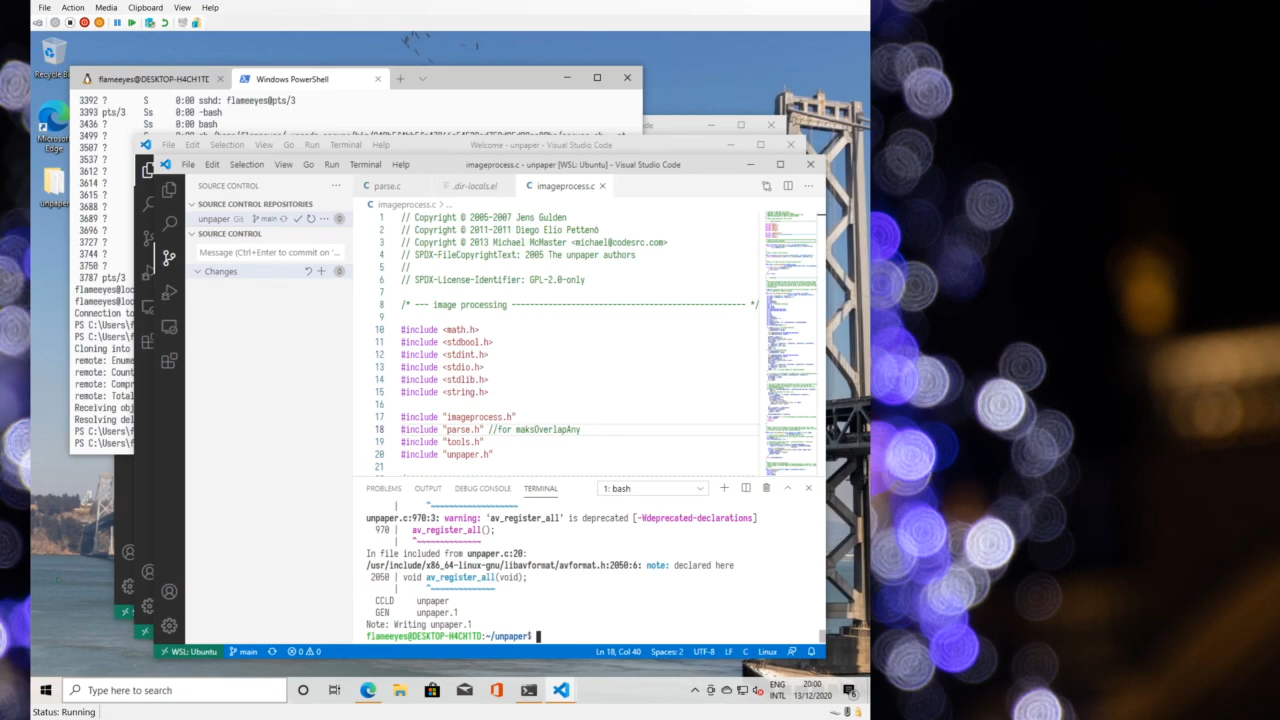 File Action Media Clipboard View Help
Recycle Bin
Microsoft Edge
unpaper
flameeyes@DESKTOP-H4CH1TD
Windows PowerShell
3392 ? S 0:00 sshd: flameeyes@pts/3
3393 pts/3 Ss 0:00 -bash
3436 ? Ss 0:00 bash
3499 ?
3507 ?
3537 ?
3612 ?
3614 ?
3615 ?
3688 ?
3689 ?
3696 ?
3727 ?
3744 ?
3758 ?
3787 pts/
flameeyes@loc
flameeyes@loc
PS C:\Users\f
PS C:\Users\f
Cloning into
remote: Enume
remote: Count
remote: Compr
remote: Total
Receiving obj
Resolving del
PS C:\Users\f
PS C:\Users\f
File Edit Selection View Go Run Terminal Help
Welcome - unpaper - Visual Studio Code
File Edit Selection View Go Run Terminal Help
imageprocess.c - unpaper [WSL: Ubuntu] - Visual Studio Code
SOURCE CONTROL
SOURCE CONTROL REPOSITORIES
unpaper Git main 0
SOURCE CONTROL
Message (Ctrl+Enter to commit on '...
Changes 0
parse.c .dir-locals.el imageprocess.c
imageprocess.c > ...
1 // Copyright © 2005-2007 Jens Gulden
2 // Copyright © 2011-2011 Diego Elio Pettenò
3 // Copyright © 2013 Michael McMaster <michael@codesrc.com>
4 // SPDX-FileCopyrightText: 2005 The unpaper authors
5 //
6 // SPDX-License-Identifier: GPL-2.0-only
7
8 /* --- image processing --------------------------------------------------- */
9
10 #include <math.h>
11 #include <stdbool.h>
12 #include <stdint.h>
13 #include <stdio.h>
14 #include <stdlib.h>
15 #include <string.h>
16
17 #include "imageprocess.h"
18 #include "parse.h" //for maksOverlapAny
19 #include "tools.h"
20 #include "unpaper.h"
21
PROBLEMS OUTPUT DEBUG CONSOLE TERMINAL
1: bash
| ^~~~~~~~~~~~~~~~~~~~
unpaper.c:970:3: warning: 'av_register_all' is deprecated [-Wdeprecated-declarations]
970 | av_register_all();
| ^~~~~~~~~~~~~~~
In file included from unpaper.c:20:
/usr/include/x86_64-linux-gnu/libavformat/avformat.h:2050:6: note: declared here
2050 | void av_register_all(void);
| ^~~~~~~~~~~~~~~
CCLD unpaper
GEN unpaper.1
Note: Writing unpaper.1
flameeyes@DESKTOP-H4CH1TD:~/unpaper$
WSL: Ubuntu main 0 0 Ln 18, Col 40 Spaces: 2 UTF-8 LF C Linux
Type here to search
ENG
INTL
20:00
13/12/2020
6
Status: Running